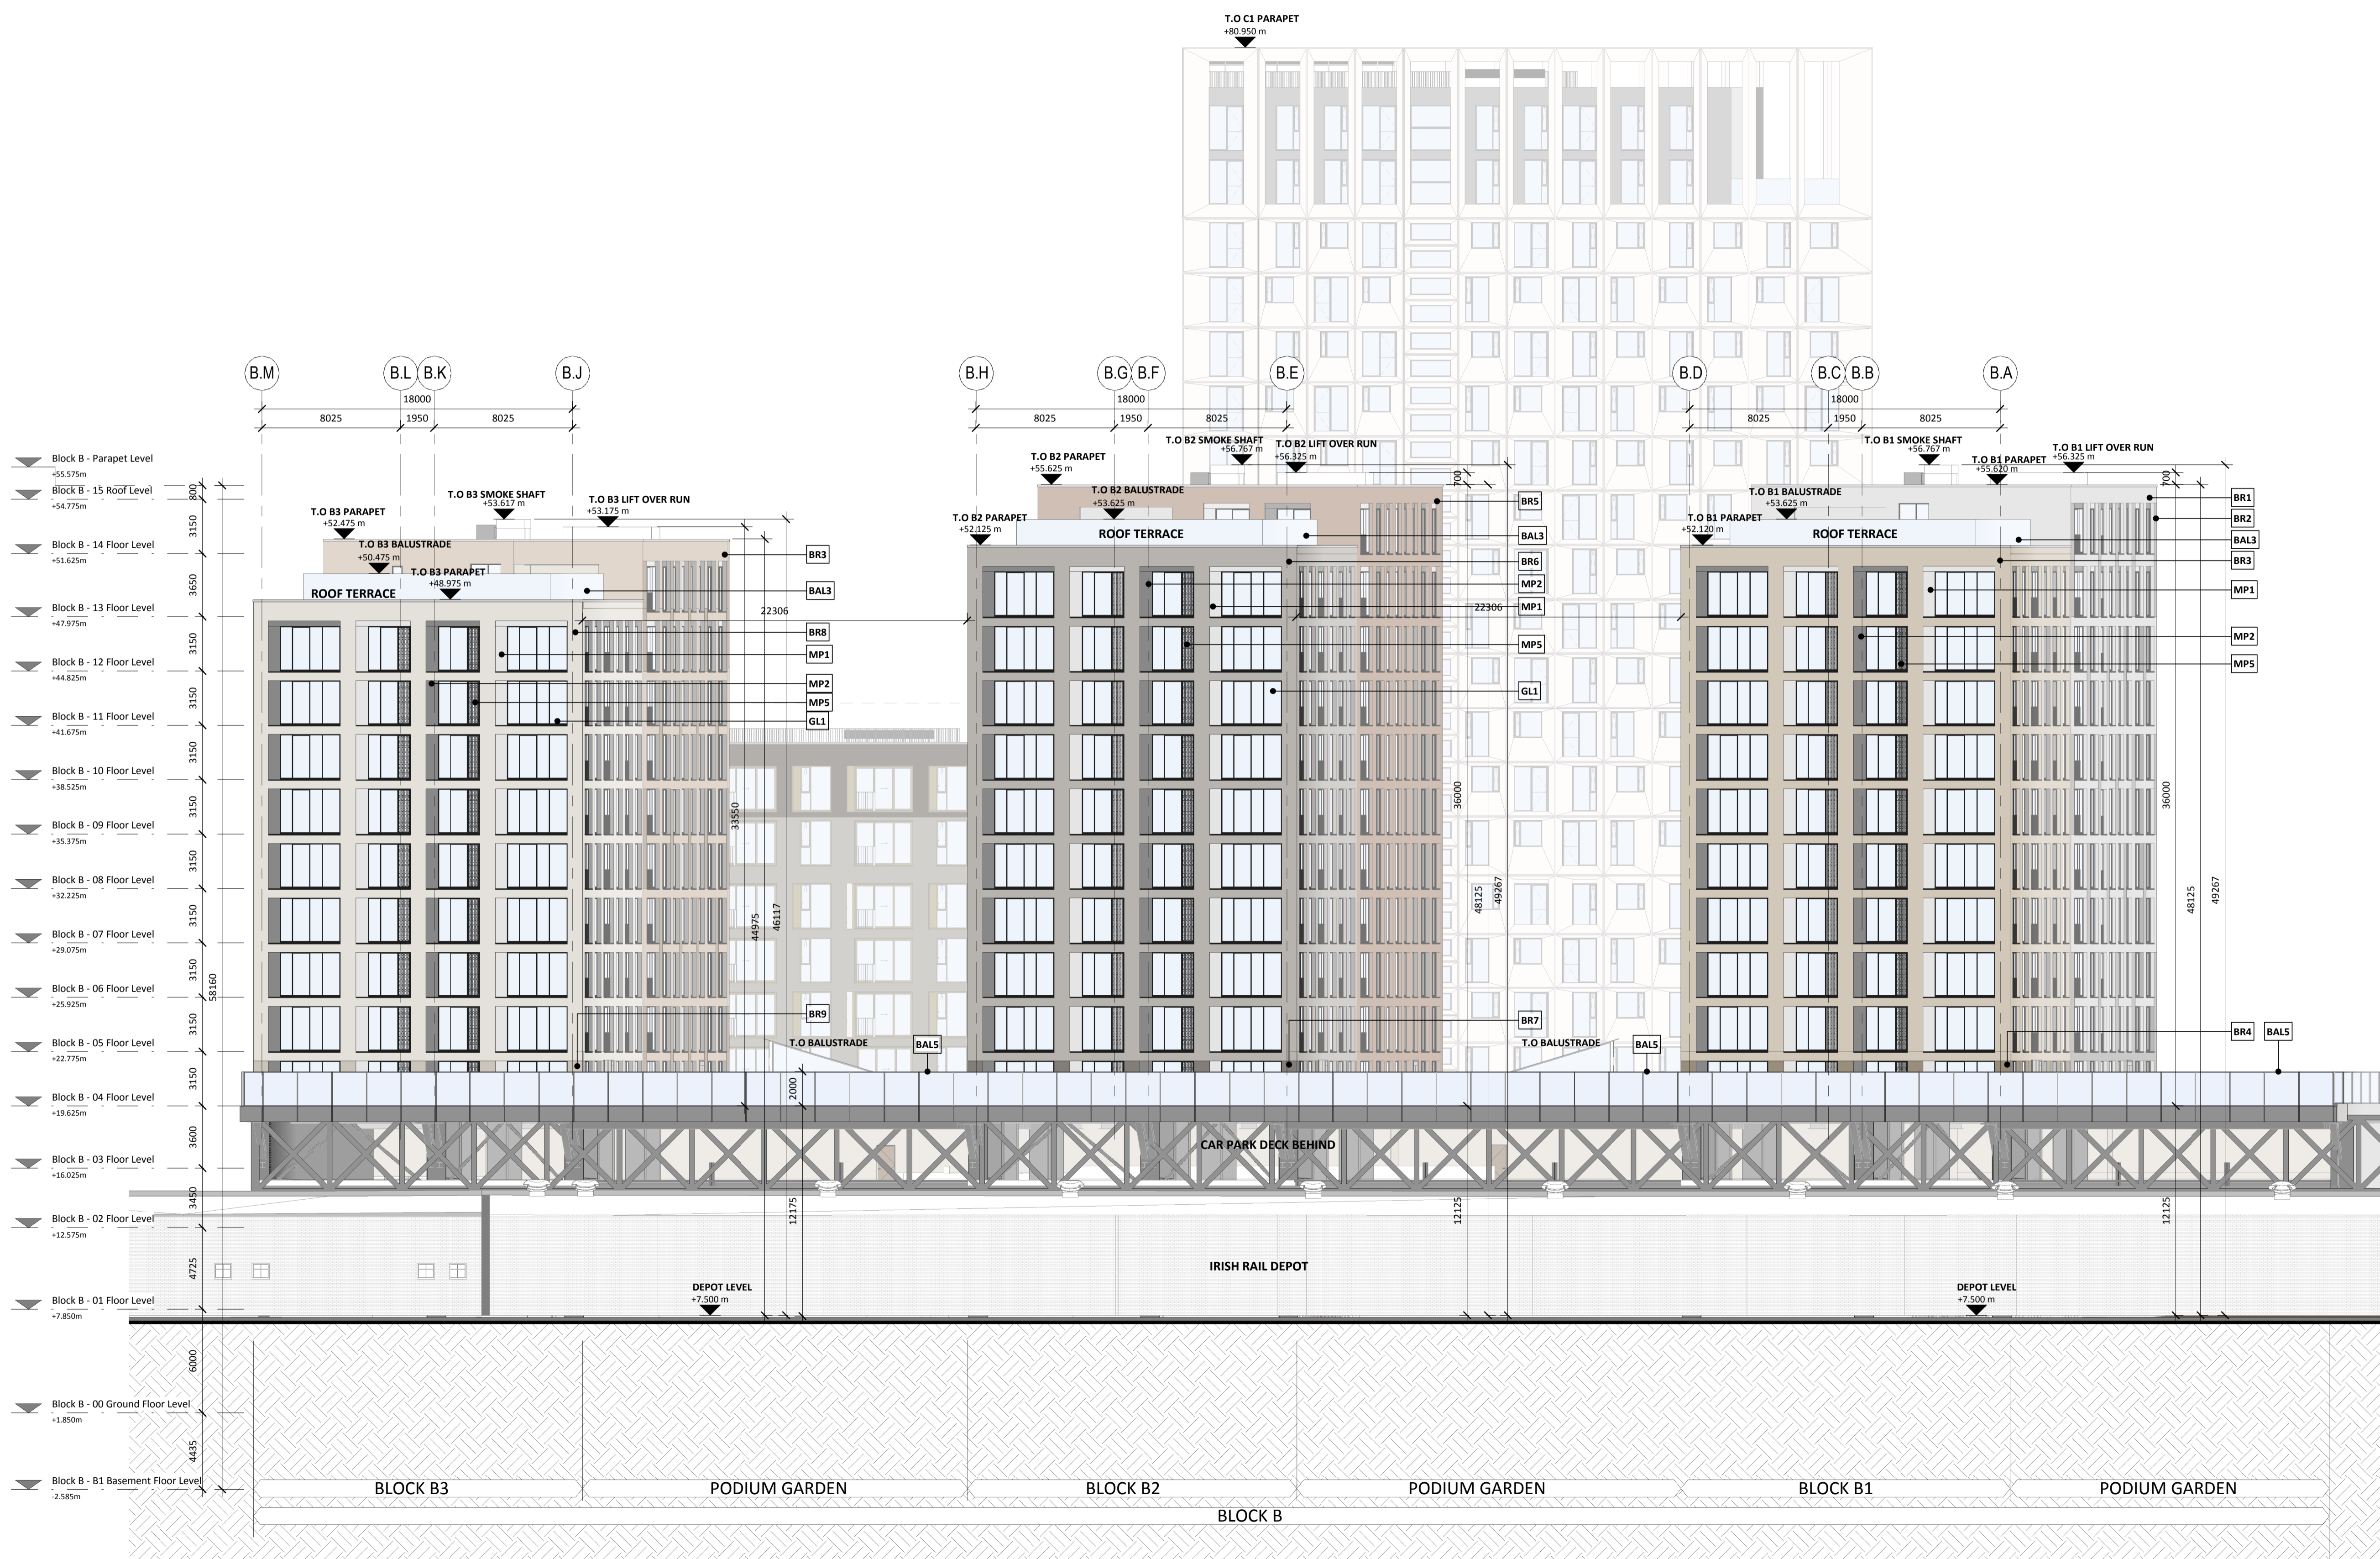 T.O C1 PARAPET
+80.950 m
B.M
B.L
B.K
B.J
B.H
B.G
B.F
B.E
B.D
B.C
B.B
B.A
18000
18000
18000
8025
1950
8025
8025
1950
8025
8025
1950
8025
T.O B3 SMOKE SHAFT
+53.617 m
T.O B3 LIFT OVER RUN
+53.175 m
T.O B3 PARAPET
+52.475 m
T.O B3 BALUSTRADE
+50.475 m
T.O B3 PARAPET
+48.975 m
ROOF TERRACE
T.O B2 SMOKE SHAFT
+56.767 m
T.O B2 LIFT OVER RUN
+56.325 m
T.O B2 PARAPET
+55.625 m
T.O B2 BALUSTRADE
+53.625 m
T.O B2 PARAPET
+52.125 m
ROOF TERRACE
T.O B1 SMOKE SHAFT
+56.767 m
T.O B1 LIFT OVER RUN
+56.325 m
T.O B1 PARAPET
+55.620 m
T.O B1 BALUSTRADE
+53.625 m
T.O B1 PARAPET
+52.120 m
ROOF TERRACE
Block B - Parapet Level
+55.575m
Block B - 15 Roof Level
+54.775m
Block B - 14 Floor Level
+51.625m
Block B - 13 Floor Level
+47.975m
Block B - 12 Floor Level
+44.825m
Block B - 11 Floor Level
+41.675m
Block B - 10 Floor Level
+38.525m
Block B - 09 Floor Level
+35.375m
Block B - 08 Floor Level
+32.225m
Block B - 07 Floor Level
+29.075m
Block B - 06 Floor Level
+25.925m
Block B - 05 Floor Level
+22.775m
Block B - 04 Floor Level
+19.625m
Block B - 03 Floor Level
+16.025m
Block B - 02 Floor Level
+12.575m
Block B - 01 Floor Level
+7.850m
Block B - 00 Ground Floor Level
+1.850m
Block B - B1 Basement Floor Level
-2.585m
800
3150
3650
3150
3150
3150
3150
3150
3150
3150
3150
3150
3600
3450
4725
6000
4435
58160
BR3
BAL3
BR8
MP1
MP2
MP5
GL1
BR9
22306
33550
44975
46117
T.O BALUSTRADE
BAL5
2000
12175
BR5
BAL3
BR6
MP2
MP1
22306
MP5
GL1
BR7
700
36000
48125
49267
12125
T.O BALUSTRADE
BAL5
BR1
BR2
BAL3
BR3
MP1
MP2
MP5
BR4
BAL5
700
36000
48125
49267
12125
CAR PARK DECK BEHIND
IRISH RAIL DEPOT
DEPOT LEVEL
+7.500 m
DEPOT LEVEL
+7.500 m
BLOCK B3
PODIUM GARDEN
BLOCK B2
PODIUM GARDEN
BLOCK B1
PODIUM GARDEN
BLOCK B